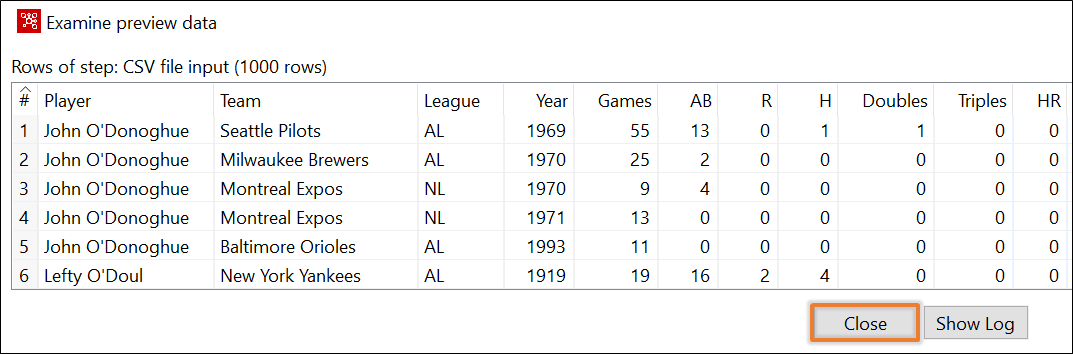 Examine preview data
Rows of step: CSV file input (1000 rows)
# Player Team League Year Games AB R H Doubles Triples HR
1 John O'Donoghue Seattle Pilots AL 1969 55 13 0 1 1 0 0
2 John O'Donoghue Milwaukee Brewers AL 1970 25 2 0 0 0 0 0
3 John O'Donoghue Montreal Expos NL 1970 9 4 0 0 0 0 0
4 John O'Donoghue Montreal Expos NL 1971 13 0 0 0 0 0 0
5 John O'Donoghue Baltimore Orioles AL 1993 11 0 0 0 0 0 0
6 Lefty O'Doul New York Yankees AL 1919 19 16 2 4 0 0 0
Close Show Log